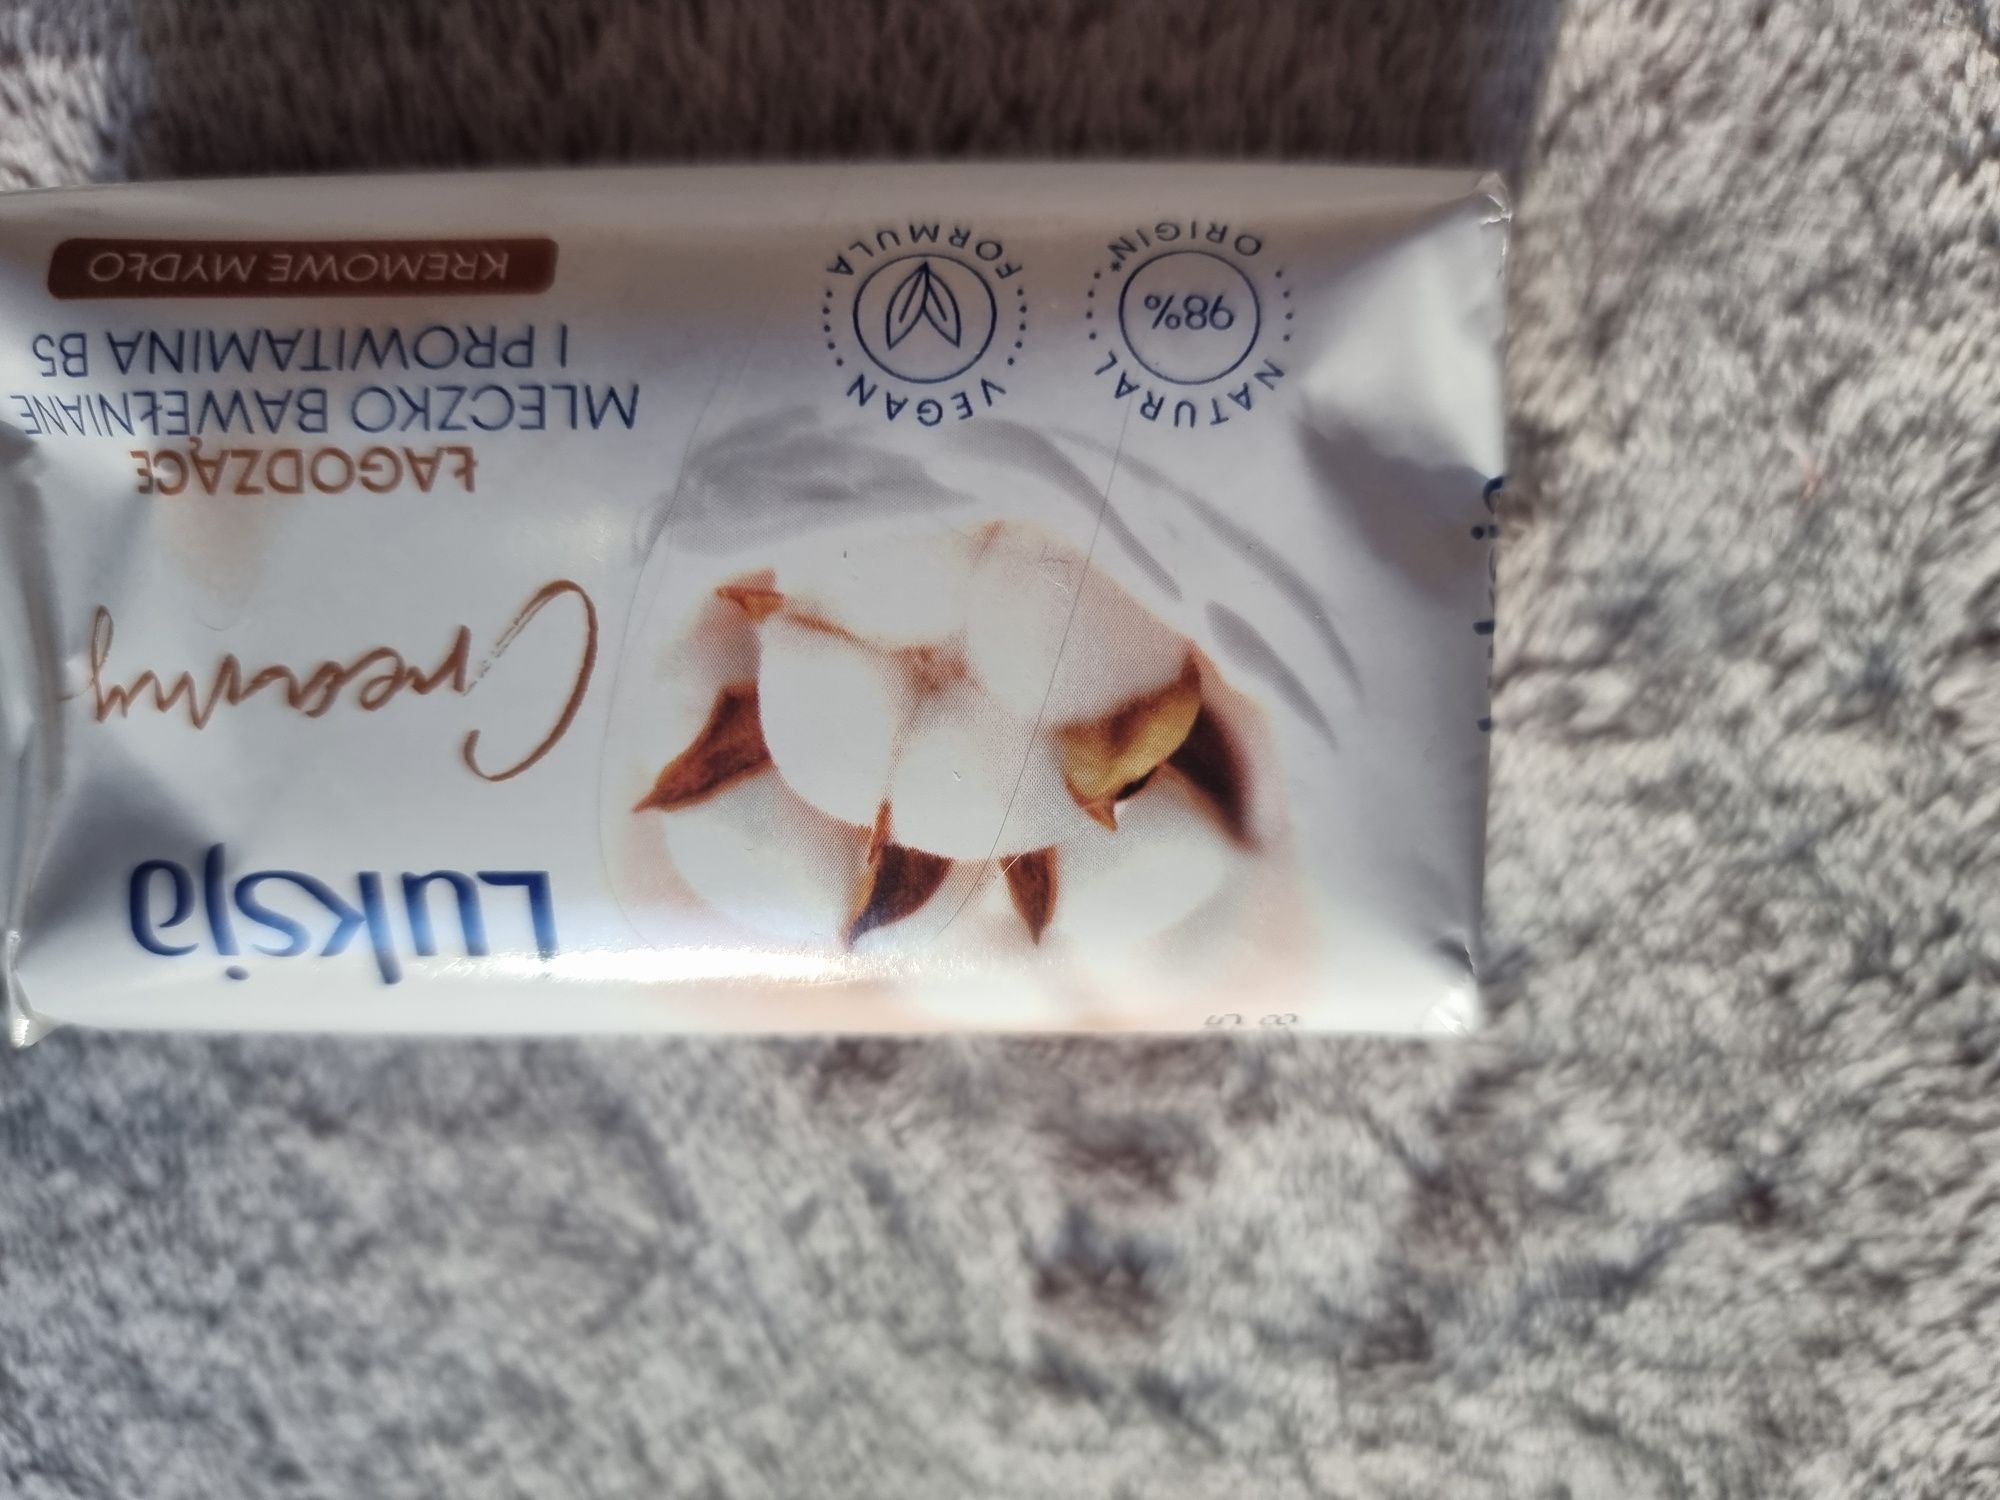 Luksja
Creamy
ŁAGODZĄCE
MLECZKO BAWEŁNIANE
I PROWITAMINA B5
KREMOWE MYDŁO
98%
NATURAL ORIGIN*
VEGAN FORMULA